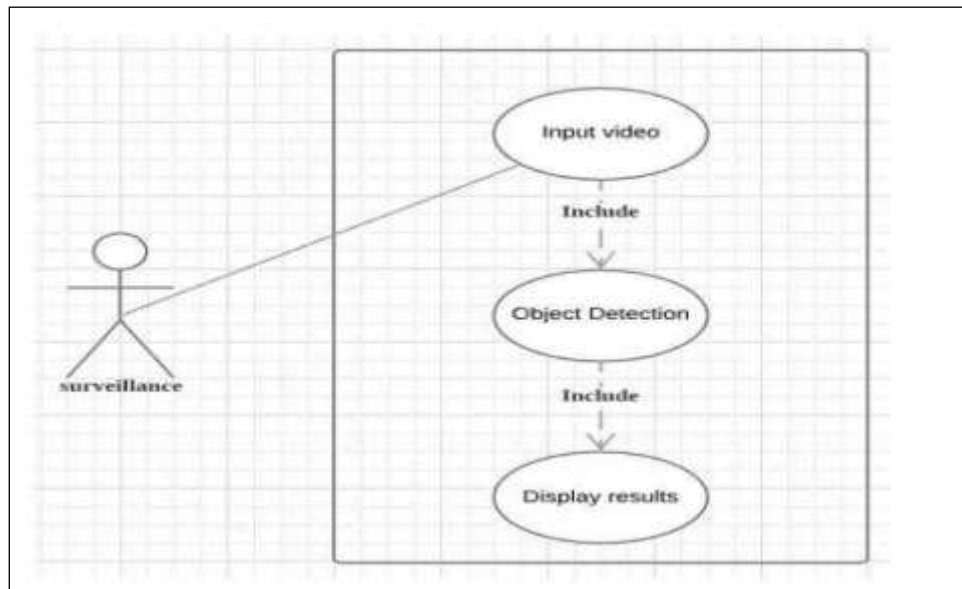 Input video
Include
Object Detection
surveillance
Include
Display results